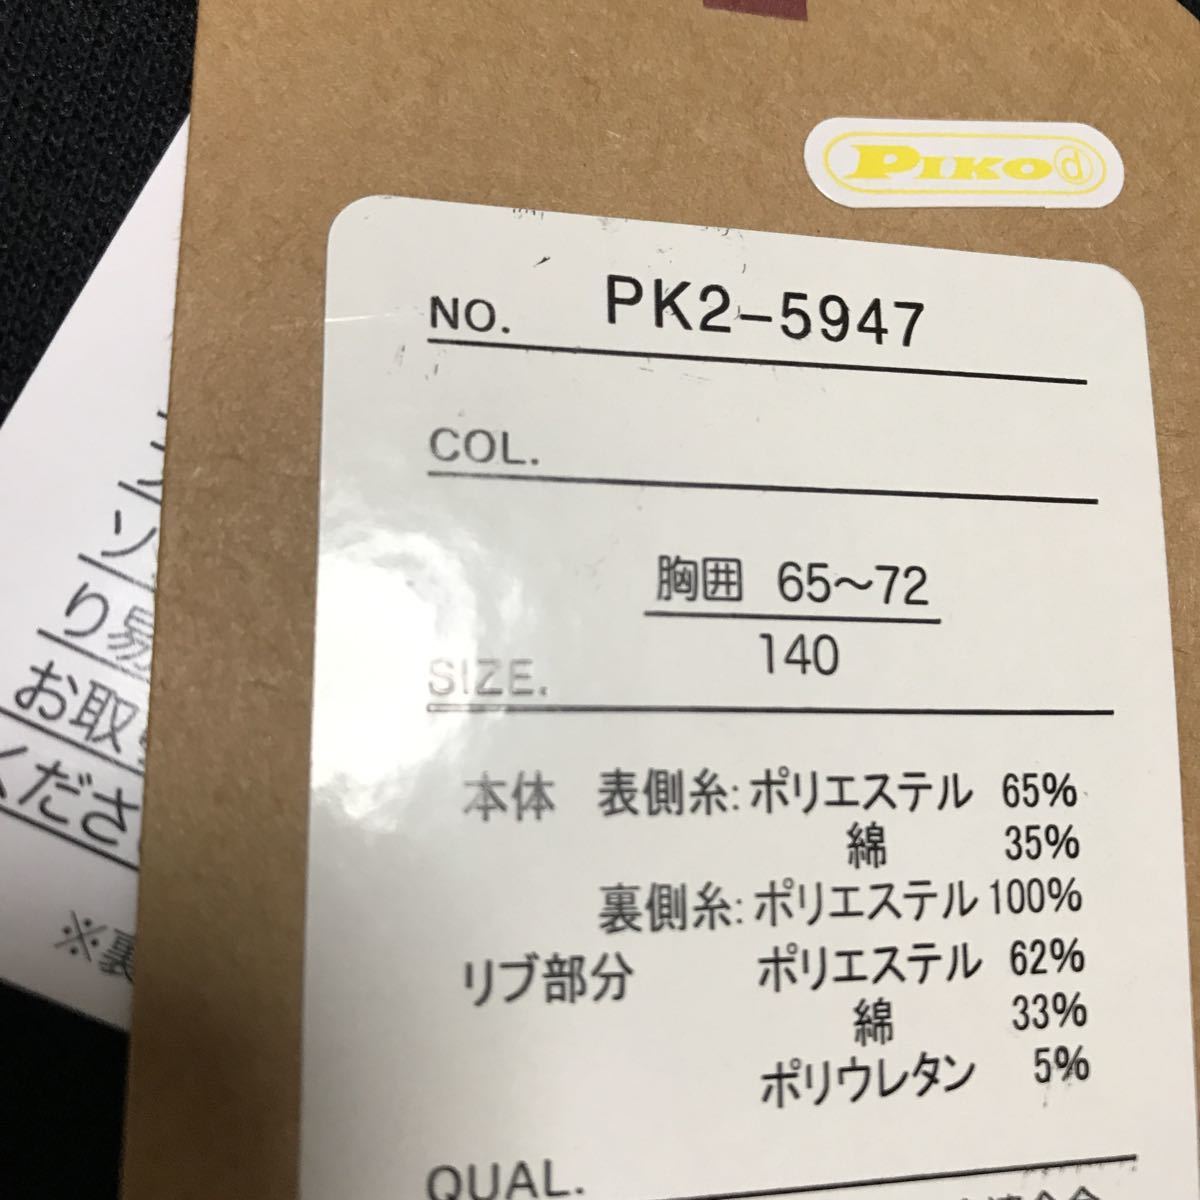 PIKO
NO. PK2-5947
COL.
胸囲 65~72
140
SIZE.
本体 表側糸:ポリエステル 65%
綿 35%
裏側糸:ポリエステル 100%
リブ部分 ポリエステル 62%
綿 33%
ポリウレタン 5%
QUAL.
ソ
り易
お取
くださ
※裏